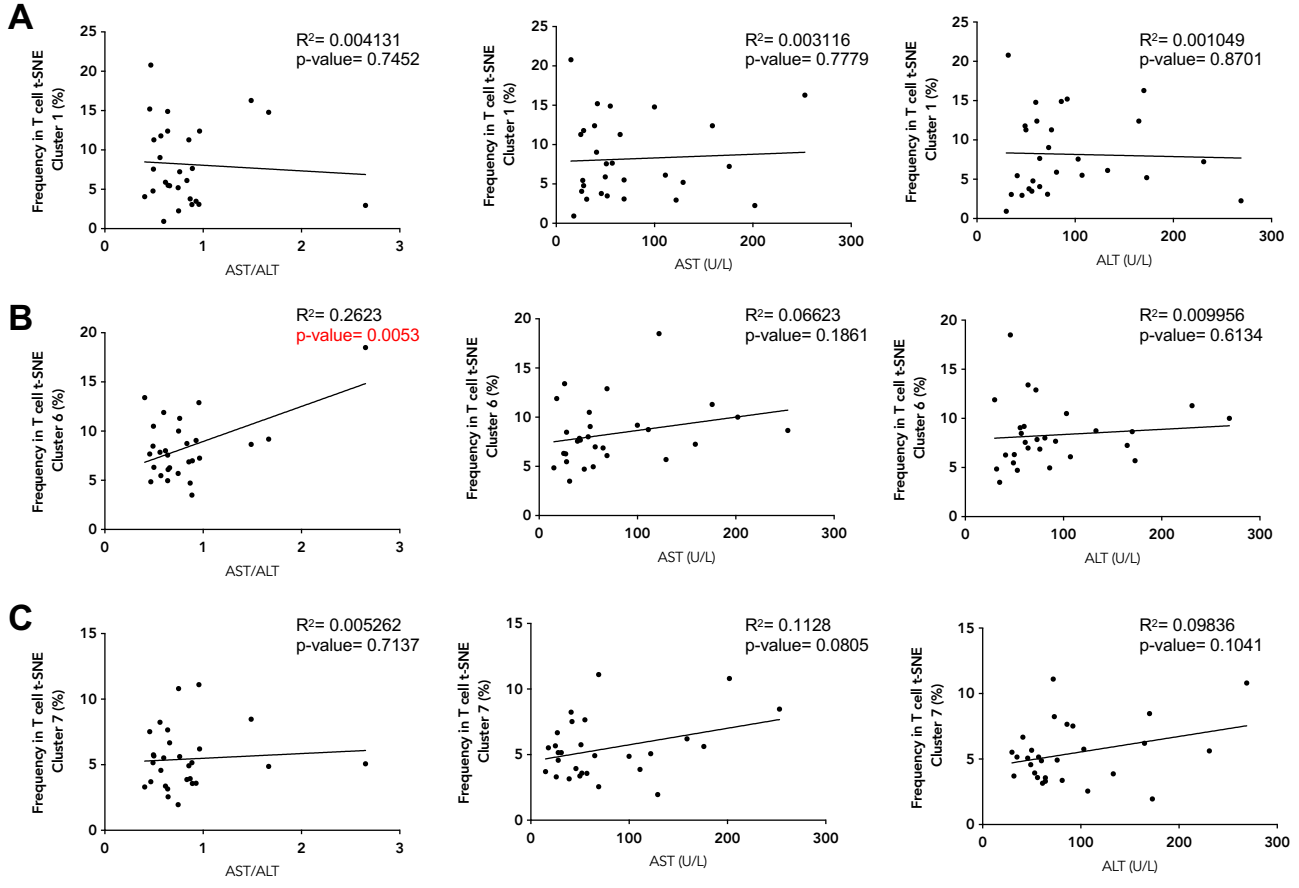 A
Frequency in T cell t-SNE
Cluster 1 (%)
25
20
15
10
5
0
0
1
2
3
AST/ALT
R²= 0.004131
p-value= 0.7452
Frequency in T cell t-SNE
Cluster 1 (%)
25
20
15
10
5
0
0
100
200
300
AST (U/L)
R²= 0.003116
p-value= 0.7779
Frequency in T cell t-SNE
Cluster 1 (%)
25
20
15
10
5
0
0
100
200
300
ALT (U/L)
R²= 0.001049
p-value= 0.8701
B
Frequency in T cell t-SNE
Cluster 6 (%)
20
15
10
5
0
0
1
2
3
AST/ALT
R²= 0.2623
p-value= 0.0053
Frequency in T cell t-SNE
Cluster 6 (%)
20
15
10
5
0
0
100
200
300
AST (U/L)
R²= 0.06623
p-value= 0.1861
Frequency in T cell t-SNE
Cluster 6 (%)
20
15
10
5
0
0
100
200
300
ALT (U/L)
R²= 0.009956
p-value= 0.6134
C
Frequency in T cell t-SNE
Cluster 7 (%)
15
10
5
0
0
1
2
3
AST/ALT
R²= 0.005262
p-value= 0.7137
Frequency in T cell t-SNE
Cluster 7 (%)
15
10
5
0
0
100
200
300
AST (U/L)
R²= 0.1128
p-value= 0.0805
Frequency in T cell t-SNE
Cluster 7 (%)
15
10
5
0
0
100
200
300
ALT (U/L)
R²= 0.09836
p-value= 0.1041